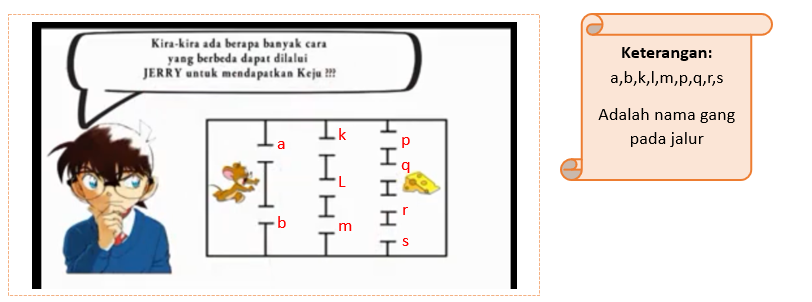 Kira-kira ada berapa banyak cara
yang berbeda dapat dilalui
JERRY untuk mendapatkan Keju !!!
a
b
k
L
m
p
q
r
s
Keterangan:
a,b,k,l,m,p,q,r,s
Adalah nama gang
pada jalur